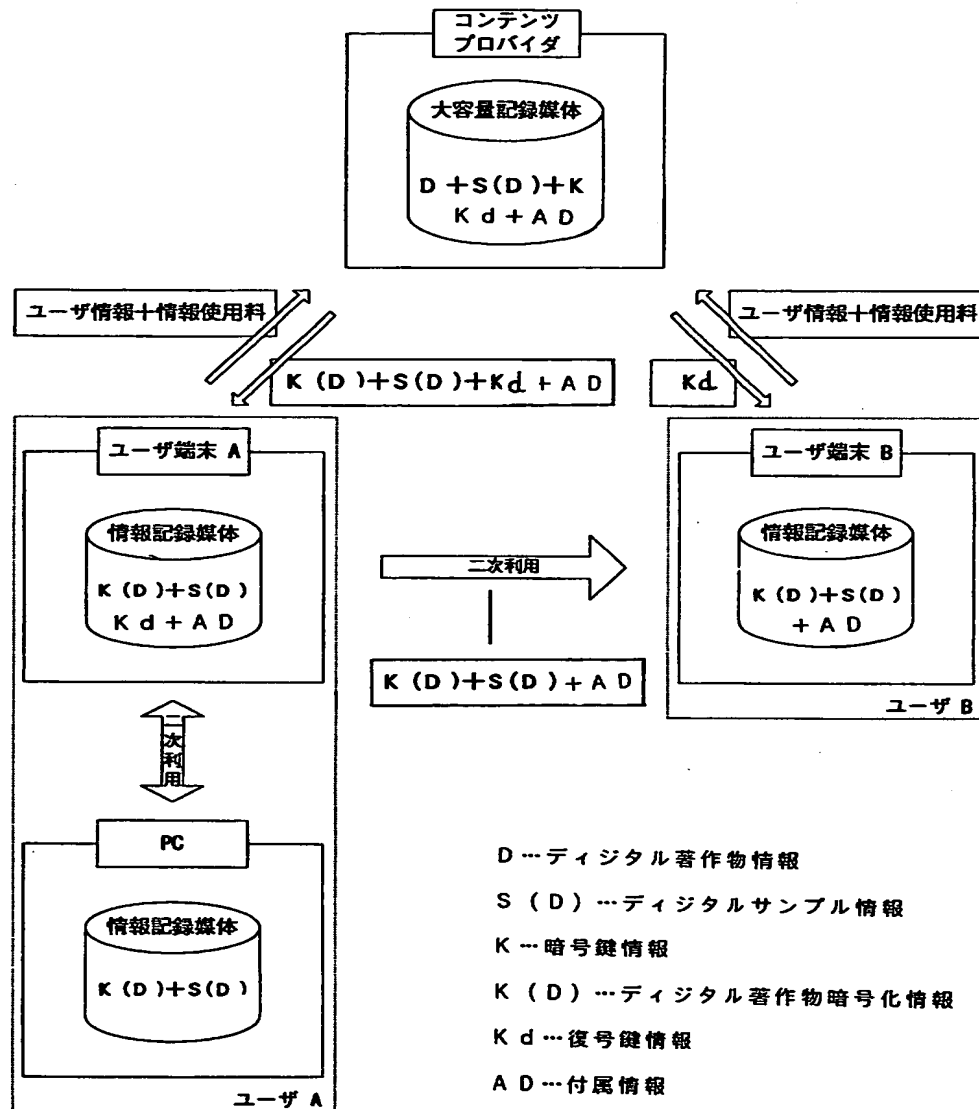 コンテンツ
プロバイダ
大容量記録媒体
D+S(D)+K
Kd+AD
ユーザ情報+情報使用料
ユーザ情報+情報使用料
K(D)+S(D)+Kd+AD
Kd
ユーザ端末 A
情報記録媒体
K(D)+S(D)
Kd+AD
二次利用
K(D)+S(D)+AD
ユーザ端末 B
情報記録媒体
K(D)+S(D)
+AD
ユーザ B
二次利用
PC
情報記録媒体
K(D)+S(D)
ユーザ A
D…ディジタル著作物情報
S(D)…ディジタルサンプル情報
K…暗号鍵情報
K(D)…ディジタル著作物暗号化情報
Kd…復号鍵情報
AD…付属情報